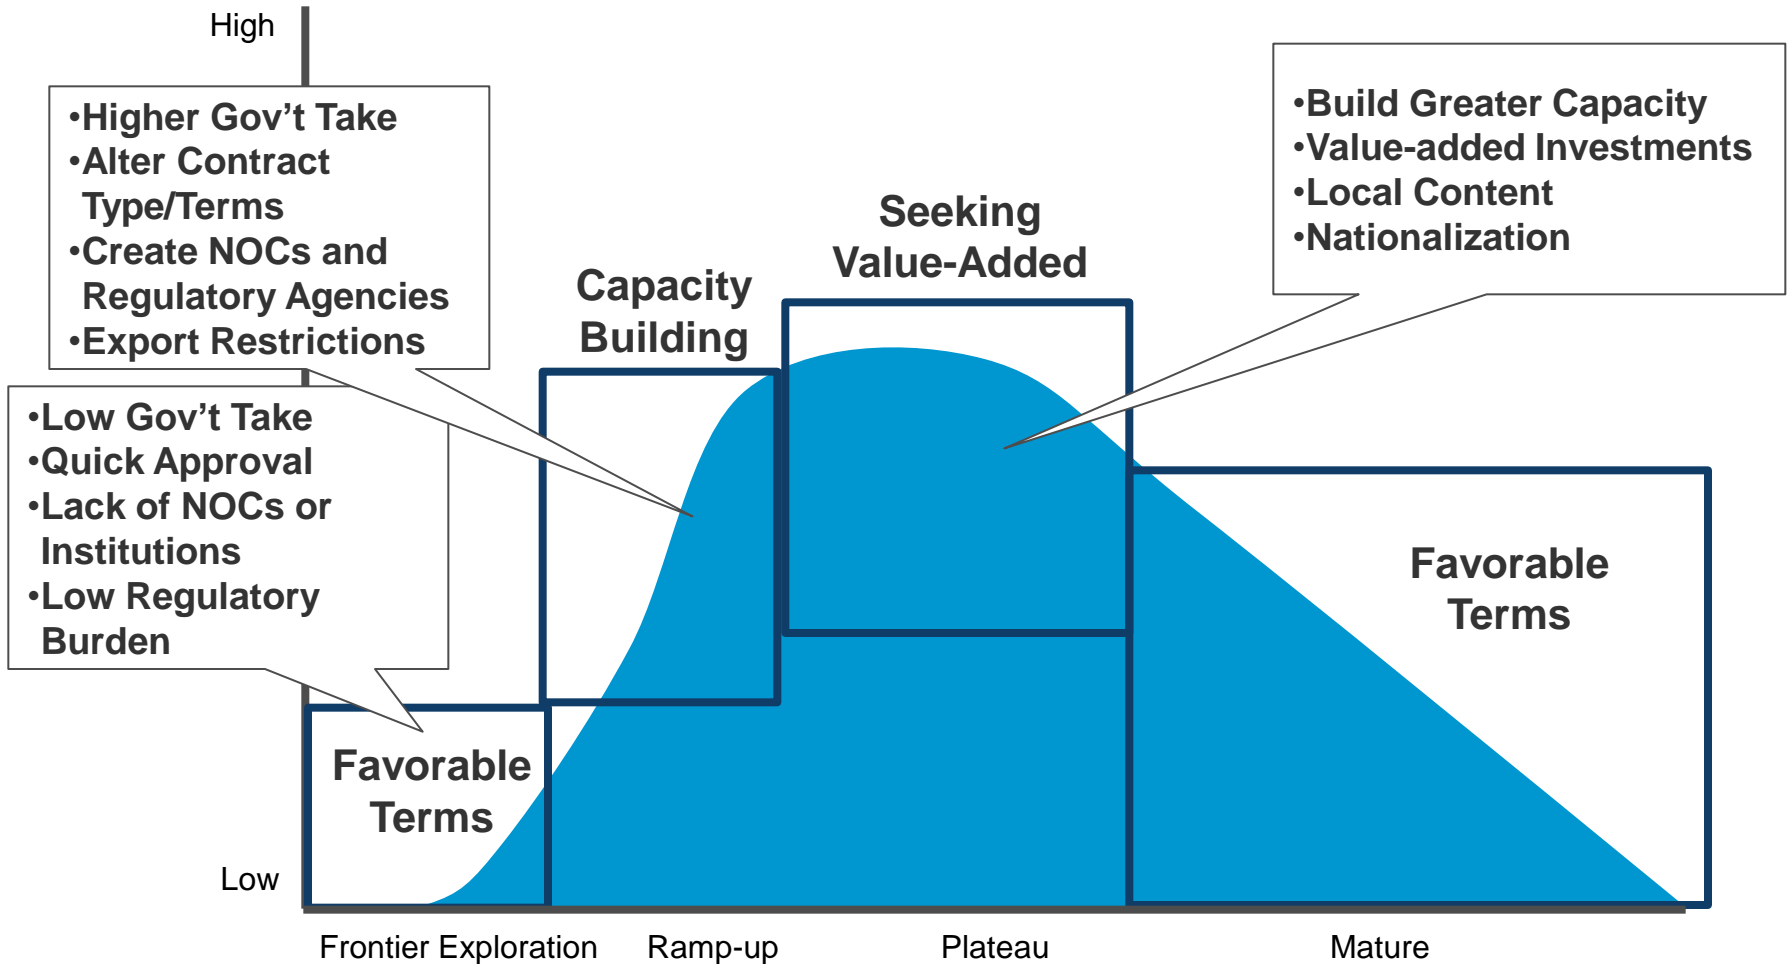 High
•Higher Gov’t Take
•Alter Contract
Type/Terms
•Create NOCs and
Regulatory Agencies
•Export Restrictions
•Build Greater Capacity
•Value-added Investments
•Local Content
•Nationalization
Seeking
Value-Added
Capacity
Building
•Low Gov’t Take
•Quick Approval
•Lack of NOCs or
Institutions
•Low Regulatory
Burden
Favorable
Terms
Favorable
Terms
Low
Frontier Exploration
Ramp-up
Plateau
Mature